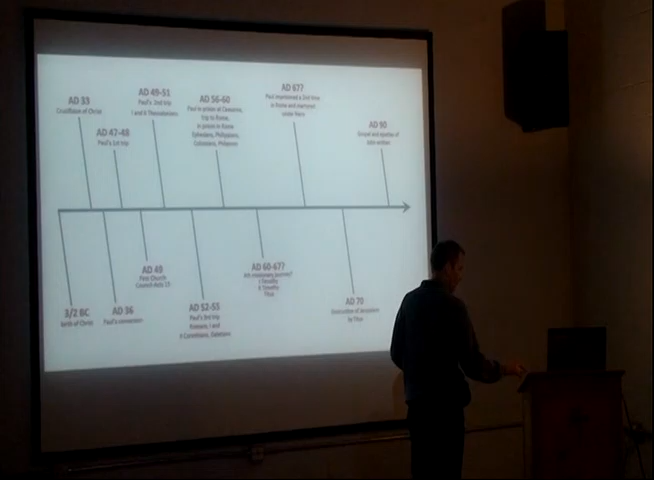 AD 33
Crucifixion of Christ
AD 47-48
Paul's 1st trip
AD 49-51
Paul's 2nd trip
I and II Thessalonians
AD 56-60
Paul in prison at Caesarea,
trip to Rome,
in prison in Rome
Ephesians, Philippians,
Colossians, Philemon
AD 67?
Paul imprisoned a 2nd time
in Rome and martyred
under Nero
AD 90
Gospel and epistles of
John written
3/2 BC
Birth of Christ
AD 36
Paul's conversion
AD 49
First Church
Council-Acts 15
AD 52-55
Paul's 3rd trip
Romans, I and
II Corinthians, Galatians
AD 60-67?
4th missionary journey?
I Timothy
II Timothy
Titus
AD 70
Destruction of Jerusalem
by Titus